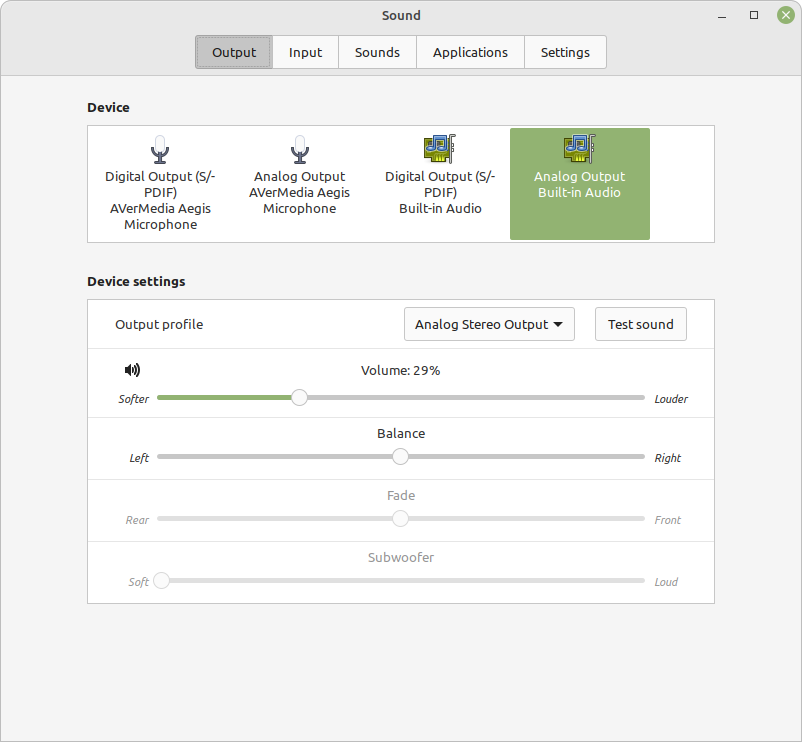 Sound
Output
Input
Sounds
Applications
Settings
Device
Digital Output (S/-
PDIF)
AVerMedia Aegis
Microphone
Analog Output
AVerMedia Aegis
Microphone
Digital Output (S/-
PDIF)
Built-in Audio
Analog Output
Built-in Audio
Device settings
Output profile
Analog Stereo Output
Test sound
Volume: 29%
Softer
Louder
Balance
Left
Right
Fade
Rear
Front
Subwoofer
Soft
Loud